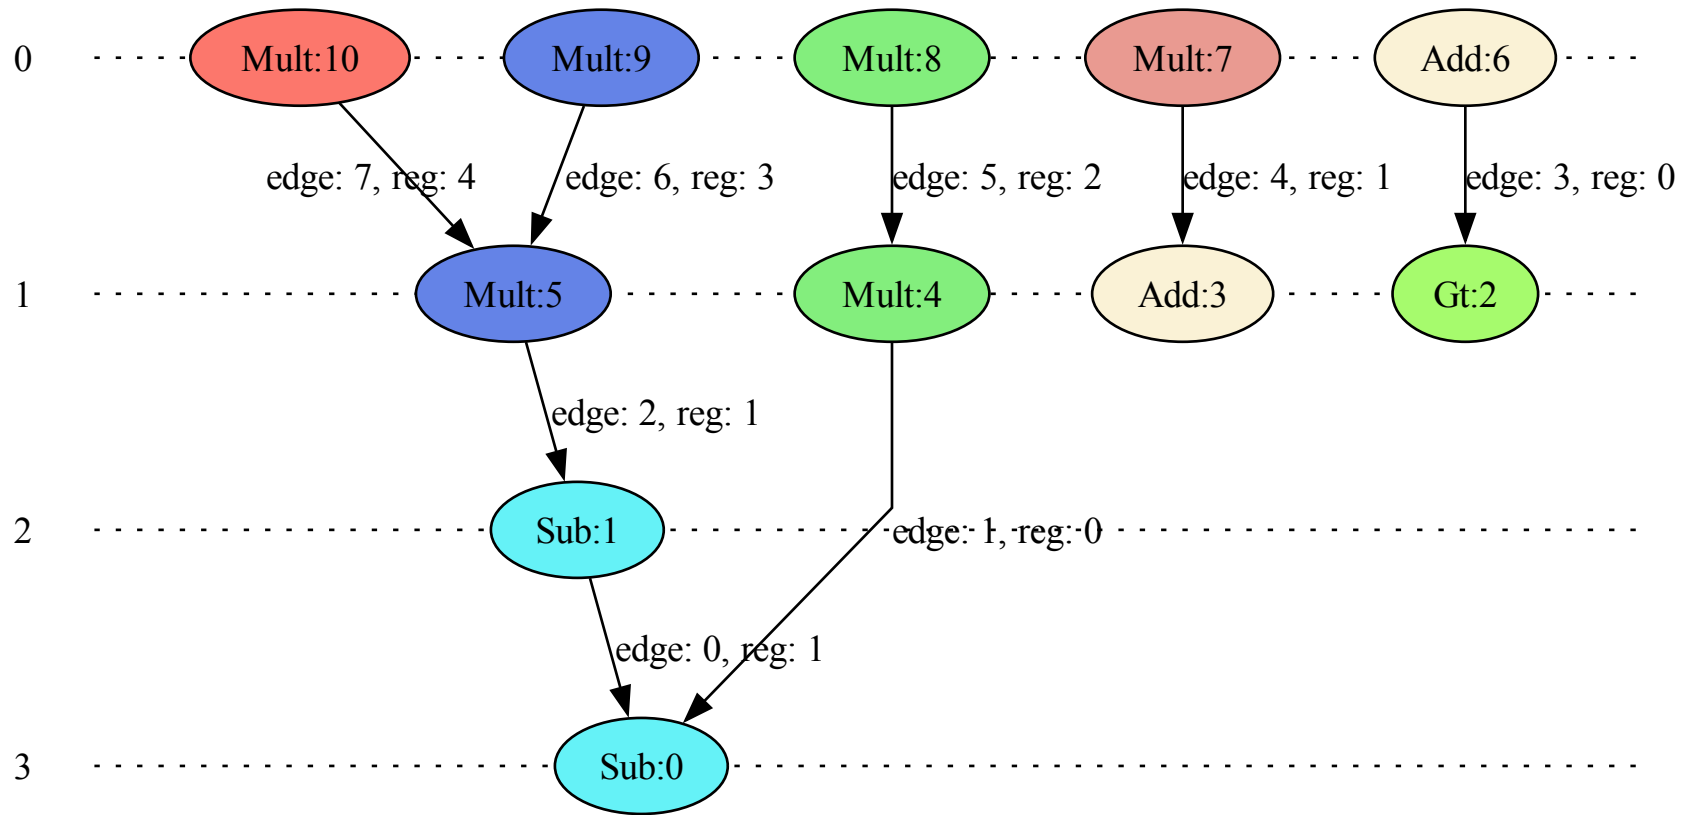 0 Mult:10 Mult:9 Mult:8 Mult:7 Add:6
edge: 7, reg: 4 edge: 6, reg: 3 edge: 5, reg: 2 edge: 4, reg: 1 edge: 3, reg: 0
1 Mult:5 Mult:4 Add:3 Gt:2
edge: 2, reg: 1
2 Sub:1 edge: 1, reg: 0
edge: 0, reg: 1
3 Sub:0